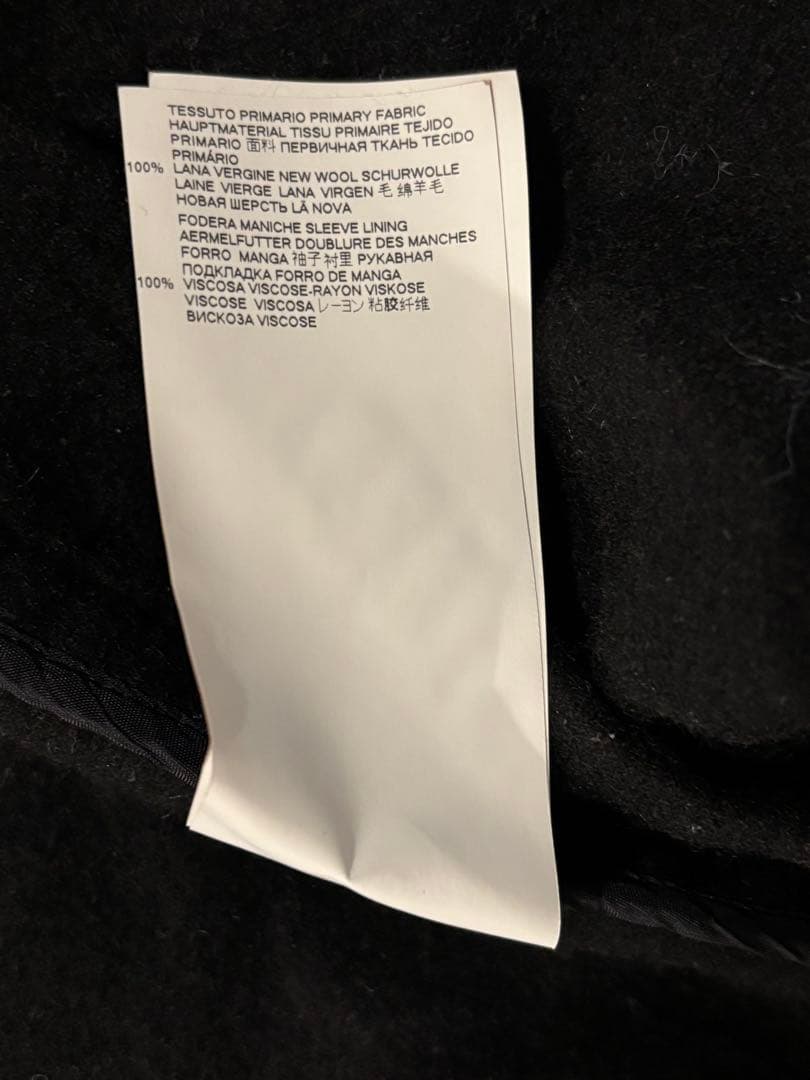 TESSUTO PRIMARIO PRIMARY FABRIC
HAUPTMATERIAL TISSU PRIMAIRE TEJIDO
PRIMARIO 面料 ПЕРВИЧНАЯ ТКАНЬ TECIDO
PRIMÁRIO
100% LANA VERGINE NEW WOOL SCHURWOLLE
LAINE VIERGE LANA VIRGEN 毛 绵羊毛
НОВАЯ ШЕРСТЬ LÃ NOVA
FODERA MANICHE SLEEVE LINING
AERMELFUTTER DOUBLURE DES MANCHES
FORRO MANGA 袖子衬里 РУКАВНАЯ
ПОДКЛАДКА FORRO DE MANGA
100% VISCOSA VISCOSE-RAYON VISKOSE
VISCOSE VISCOSA レーヨン 粘胶纤维
ВИСКОЗА VISCOSE